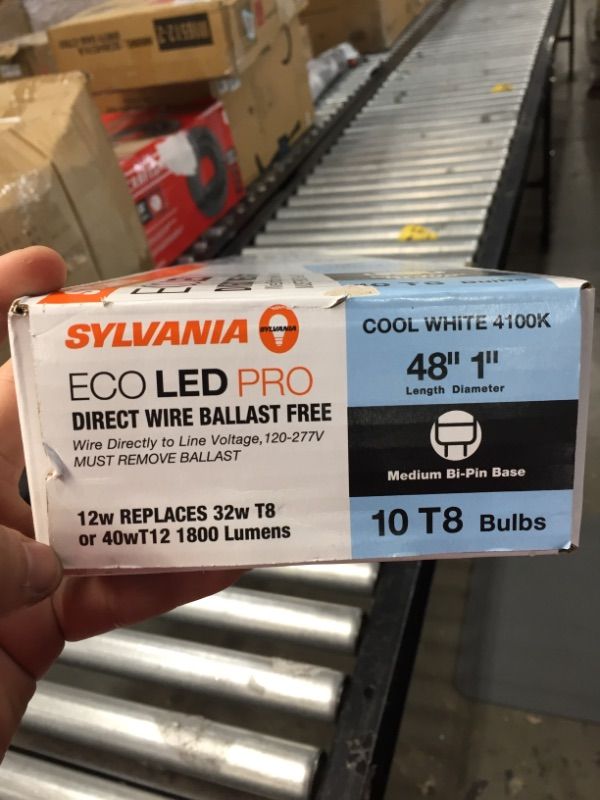 SYLVANIA
SYLVANIA
ECO LED PRO
DIRECT WIRE BALLAST FREE
Wire Directly to Line Voltage,120-277V
MUST REMOVE BALLAST
12w REPLACES 32w T8
or 40wT12 1800 Lumens
COOL WHITE 4100K
48" 1"
Length Diameter
Medium Bi-Pin Base
10 T8 Bulbs